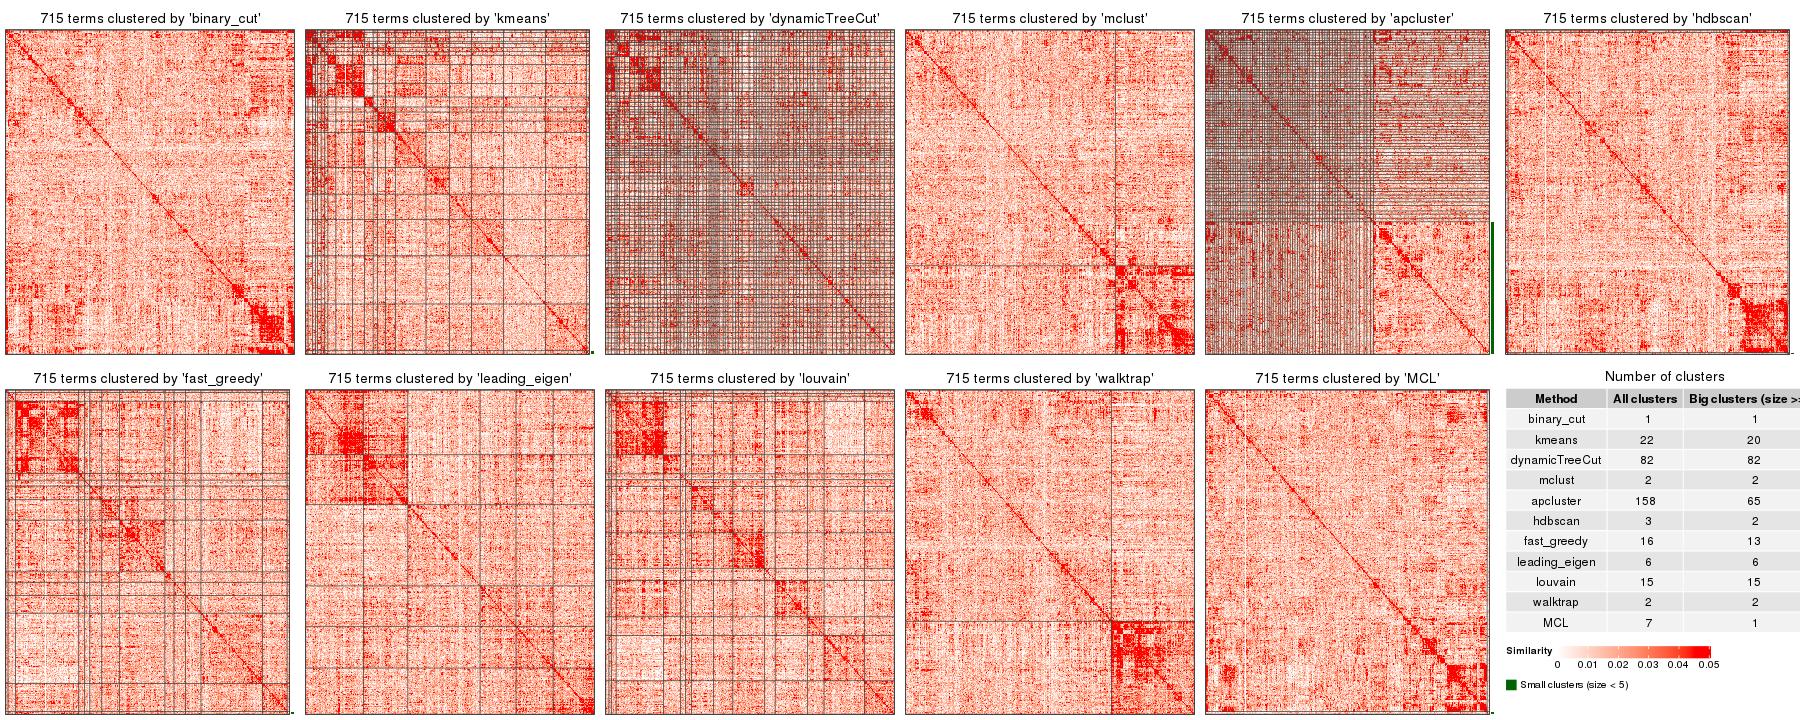 715 terms clustered by 'binary_cut'
715 terms clustered by 'kmeans'
715 terms clustered by 'dynamicTreeCut'
715 terms clustered by 'mclust'
715 terms clustered by 'apcluster'
715 terms clustered by 'hdbscan'
715 terms clustered by 'fast_greedy'
715 terms clustered by 'leading_eigen'
715 terms clustered by 'louvain'
715 terms clustered by 'walktrap'
715 terms clustered by 'MCL'
Number of clusters
Method All clusters Big clusters (size >
binary_cut 1 1
kmeans 22 20
dynamicTreeCut 82 82
mclust 2 2
apcluster 158 65
hdbscan 3 2
fast_greedy 16 13
leading_eigen 6 6
louvain 15 15
walktrap 2 2
MCL 7 1
Similarity
0 0.01 0.02 0.03 0.04 0.05
Small clusters (size < 5)